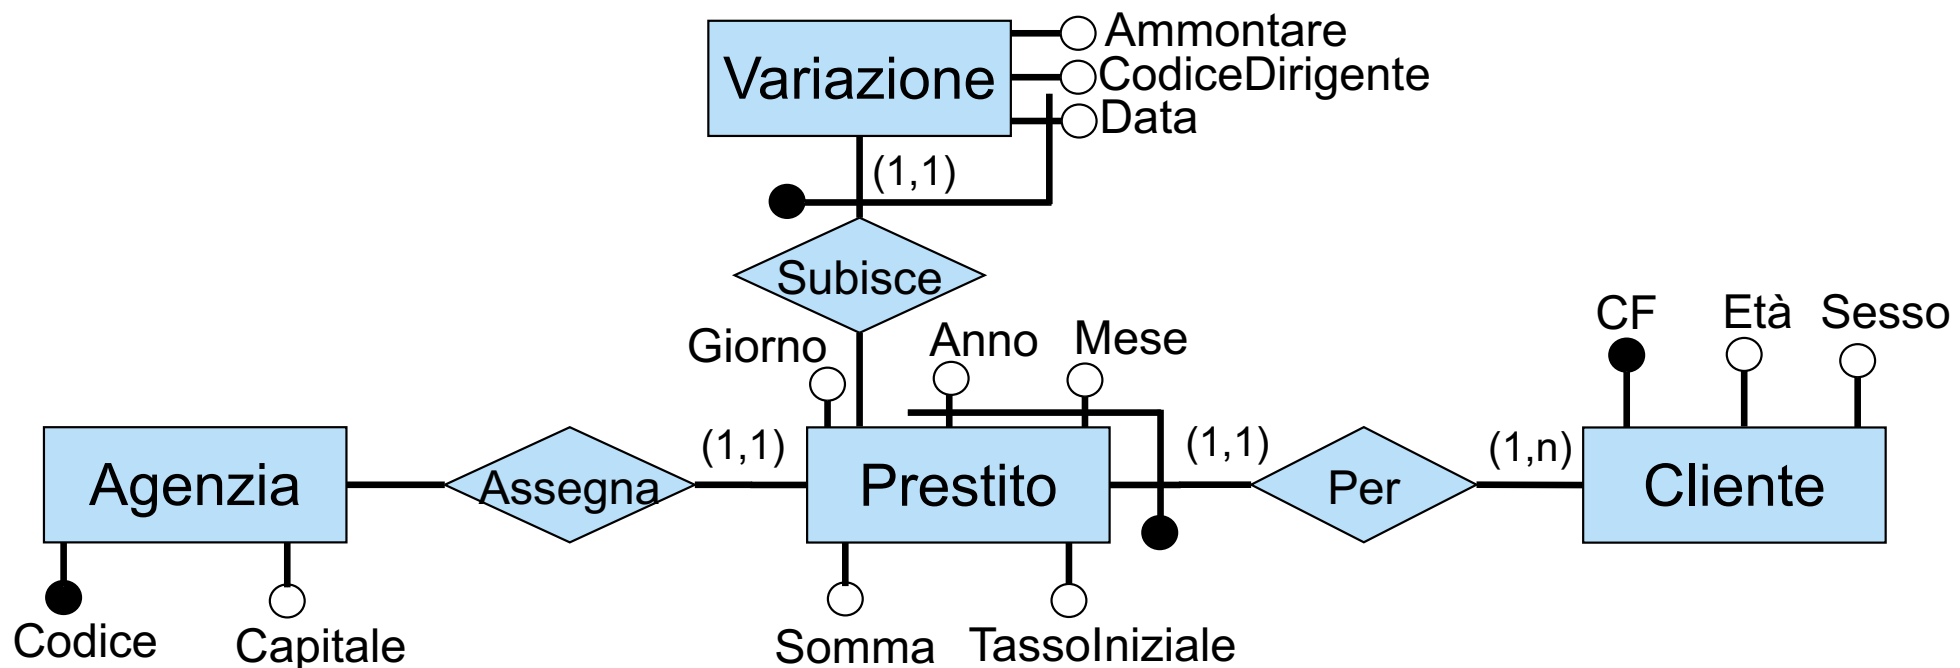 Variazione
Ammontare
CodiceDirigente
Data
(1,1)
Subisce
Giorno
Anno
Mese
CF
Età
Sesso
Agenzia
Assegna
(1,1)
Prestito
(1,1)
Per
(1,n)
Cliente
Codice
Capitale
Somma
TassoIniziale